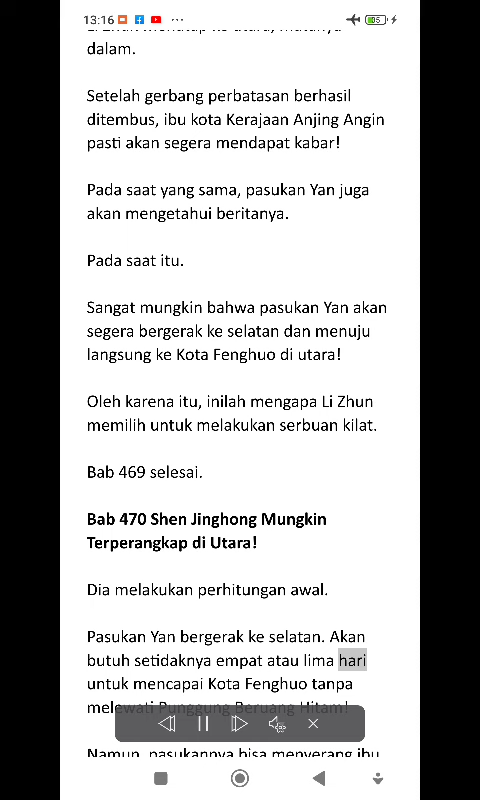 13:16
05
dalam.
Setelah gerbang perbatasan berhasil
ditembus, ibu kota Kerajaan Anjing Angin
pasti akan segera mendapat kabar!
Pada saat yang sama, pasukan Yan juga
akan mengetahui beritanya.
Pada saat itu.
Sangat mungkin bahwa pasukan Yan akan
segera bergerak ke selatan dan menuju
langsung ke Kota Fenghuo di utara!
Oleh karena itu, inilah mengapa Li Zhun
memilih untuk melakukan serbuan kilat.
Bab 469 selesai.
Bab 470 Shen Jinghong Mungkin
Terperangkap di Utara!
Dia melakukan perhitungan awal.
Pasukan Yan bergerak ke selatan. Akan
butuh setidaknya empat atau lima hari
untuk mencapai Kota Fenghuo tanpa
melewati Punggung Beruang Hitam!
Namun, pasukannya bisa menyerang ibu